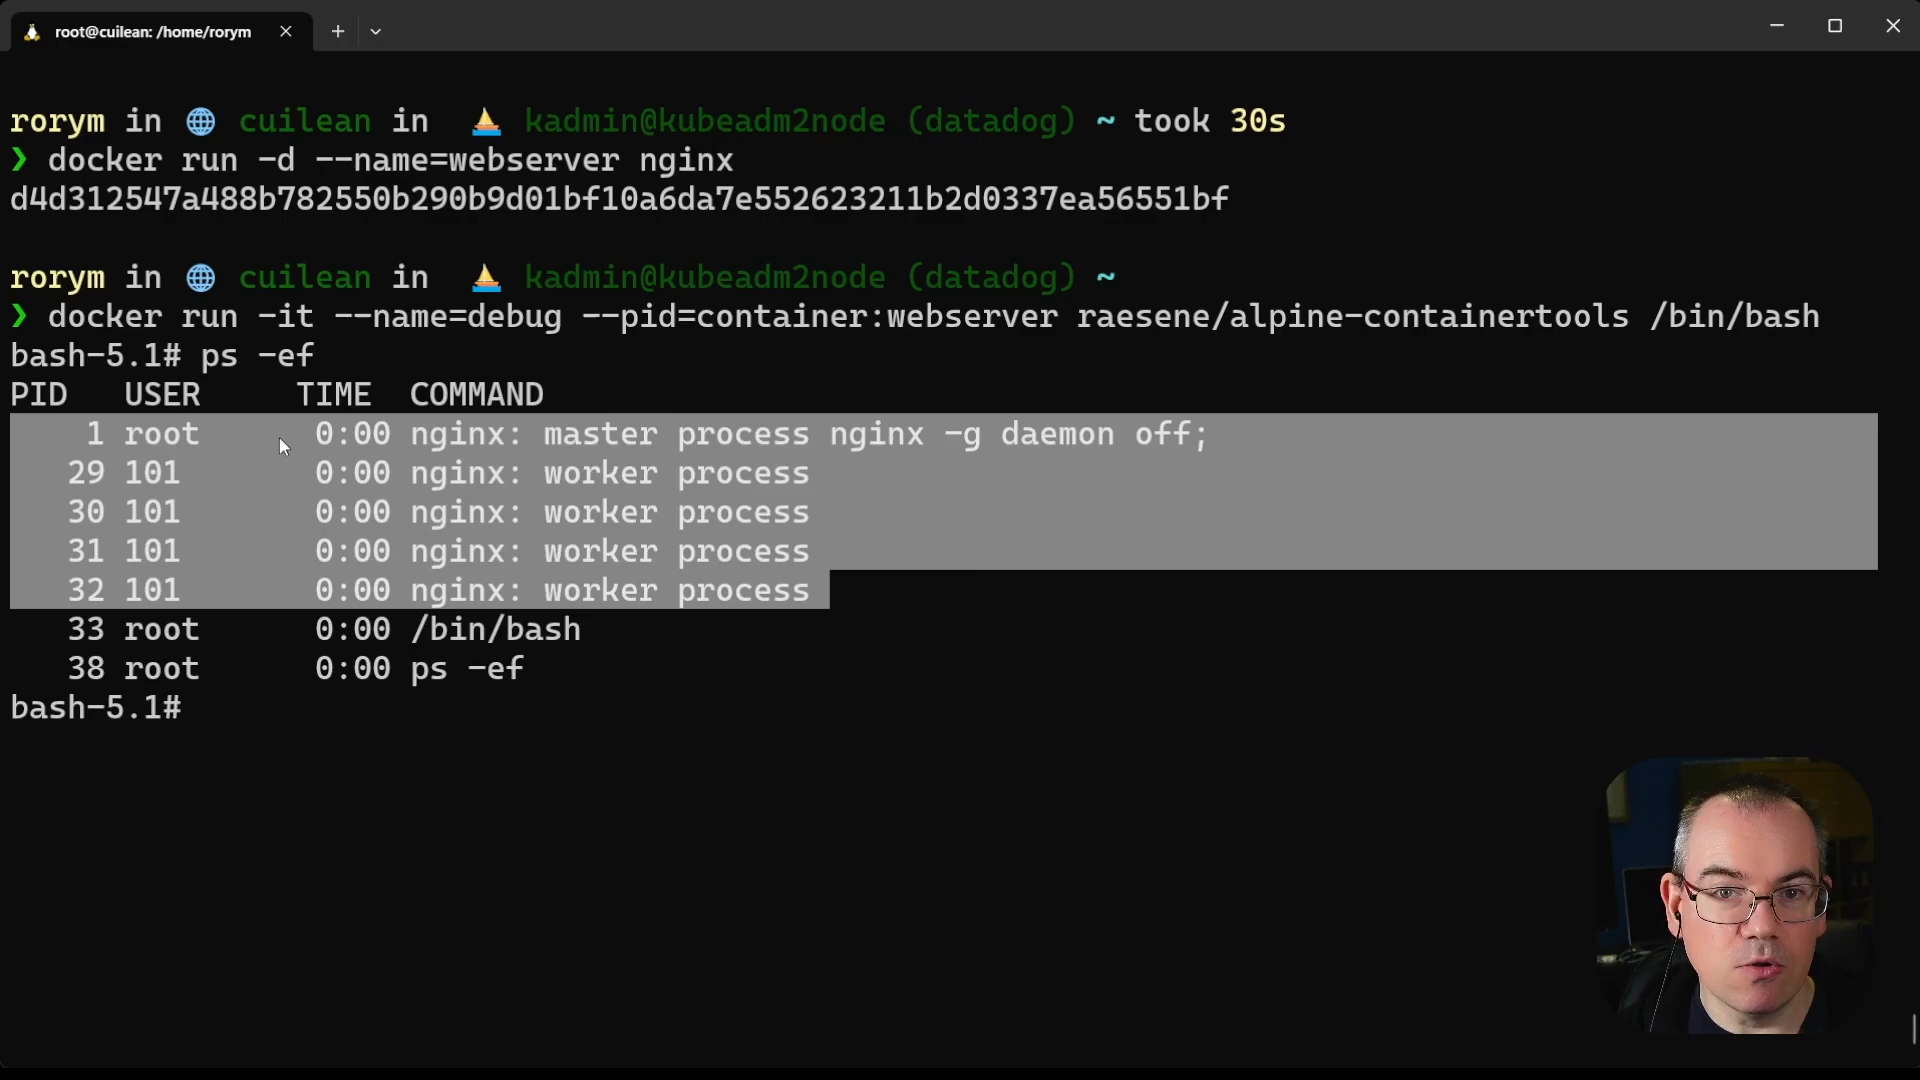 root@cuilean: /home/rorym
rorym in cuilean in kadmin@kubeadm2node (datadog) ~ took 30s
❯ docker run -d --name=webserver nginx
d4d312547a488b782550b290b9d01bf10a6da7e552623211b2d0337ea56551bf
rorym in cuilean in kadmin@kubeadm2node (datadog) ~
❯ docker run -it --name=debug --pid=container:webserver raesene/alpine-containertools /bin/bash
bash-5.1# ps -ef
PID USER TIME COMMAND
1 root 0:00 nginx: master process nginx -g daemon off;
29 101 0:00 nginx: worker process
30 101 0:00 nginx: worker process
31 101 0:00 nginx: worker process
32 101 0:00 nginx: worker process
33 root 0:00 /bin/bash
38 root 0:00 ps -ef
bash-5.1#